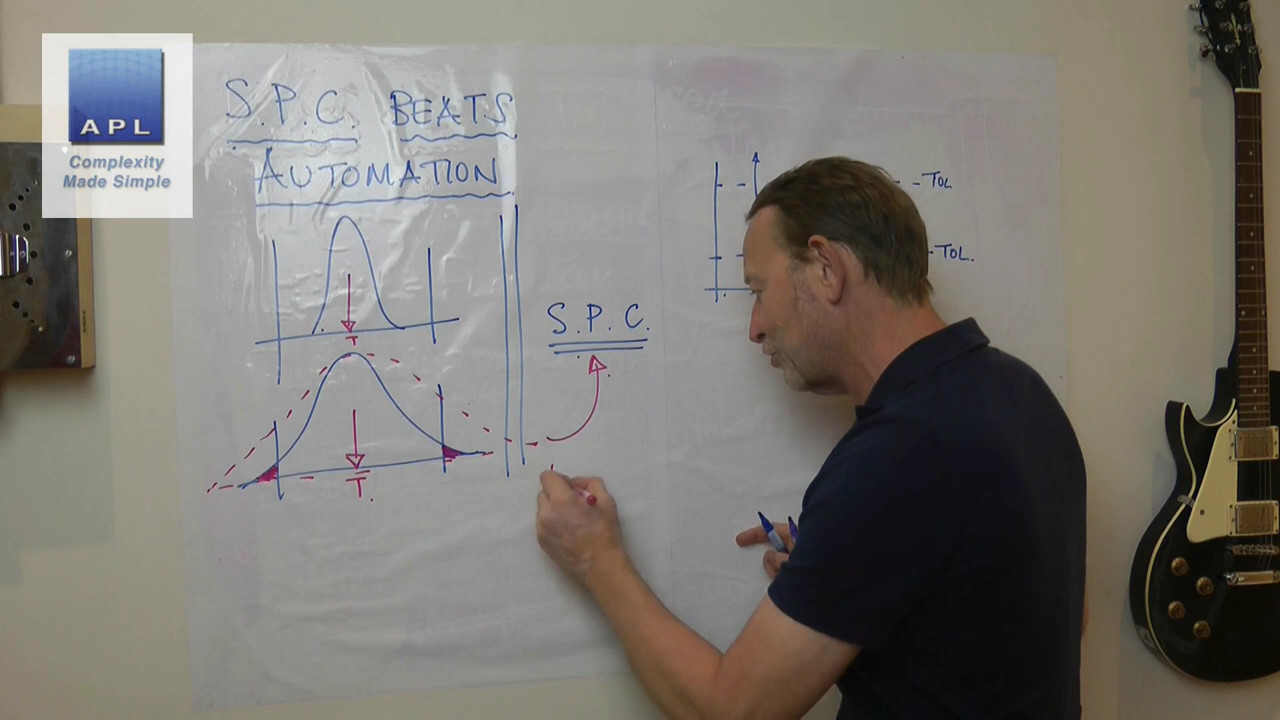 APL
Complexity
Made Simple
S.P.C. BEATS
AUTOMATION
T
T.
S.P.C.
TOL
TOL.